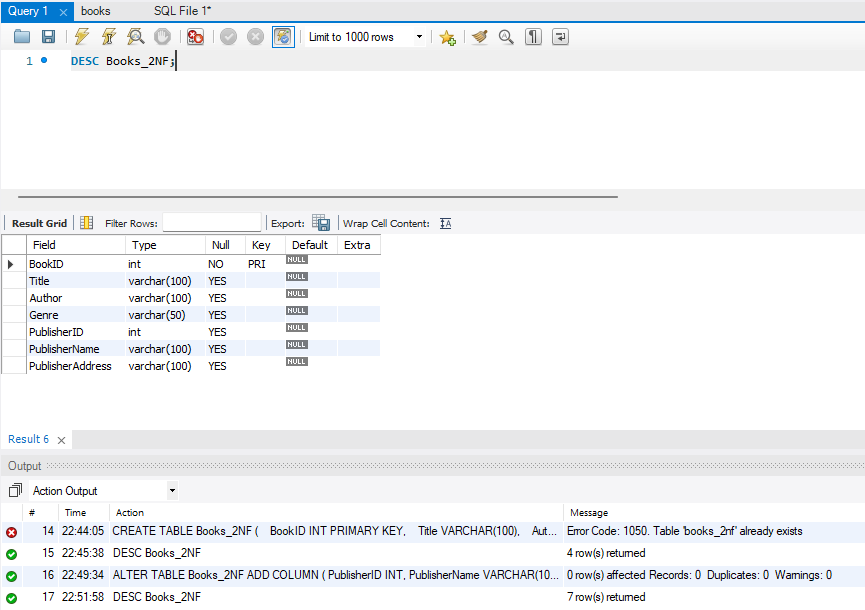 Query 1 books SQL File 1*
Limit to 1000 rows
1 DESC Books_2NF;
Result Grid Filter Rows: Export: Wrap Cell Content:
Field Type Null Key Default Extra
BookID int NO PRI NULL
Title varchar(100) YES NULL
Author varchar(100) YES NULL
Genre varchar(50) YES NULL
PublisherID int YES NULL
PublisherName varchar(100) YES NULL
PublisherAddress varchar(100) YES NULL
Result 6
Output
Action Output
# Time Action Message
14 22:44:05 CREATE TABLE Books_2NF ( BookID INT PRIMARY KEY, Title VARCHAR(100), Aut... Error Code: 1050. Table 'books_2nf' already exists
15 22:45:38 DESC Books_2NF 4 row(s) returned
16 22:49:34 ALTER TABLE Books_2NF ADD COLUMN ( PublisherID INT, PublisherName VARCHAR(10... 0 row(s) affected Records: 0 Duplicates: 0 Warnings: 0
17 22:51:58 DESC Books_2NF 7 row(s) returned